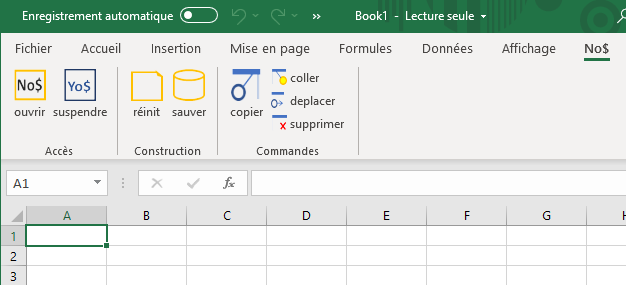 Enregistrement automatique Book1 - Lecture seule
Fichier Accueil Insertion Mise en page Formules Données Affichage No$
No$ Yo$ coller
deplacer
ouvrir suspendre réinit sauver copier
supprimer
Accès Construction Commandes
A1 fx
A B C D E F G
1
2
3